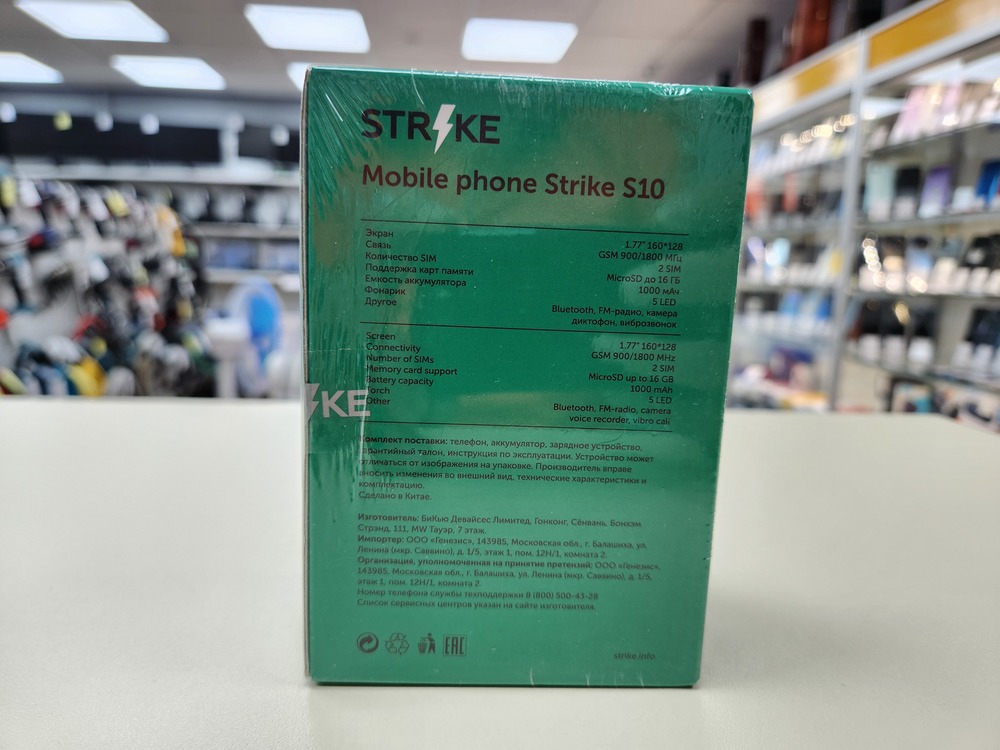 STRIKE
Mobile phone Strike S10
Экран 1.77" 160*128
Связь GSM 900/1800 МГц
Количество SIM 2 SIM
Поддержка карт памяти MicroSD до 16 ГБ
Емкость аккумулятора 1000 мАч
Фонарик 5 LED
Другое Bluetooth, FM-радио, камера
диктофон, виброзвонок
Screen 1.77" 160*128
Connectivity GSM 900/1800 MHz
Number of SIMs 2 SIM
Memory card support MicroSD up to 16 GB
Battery capacity 1000 mAh
Torch 5 LED
Other Bluetooth, FM-radio, camera
voice recorder, vibro call
KE
Комплект поставки: телефон, аккумулятор, зарядное устройство,
гарантийный талон, инструкция по эксплуатации. Устройство может
отличаться от изображения на упаковке. Производитель вправе
вносить изменения во внешний вид, технические характеристики и
комплектацию.
Сделано в Китае.
Изготовитель: БиКью Девайсес Лимитед, Гонконг, Сёнвань, Бонхэм
Стрэнд, 111, MW Тауэр, 7 этаж.
Импортер: ООО «Генезис», 143985, Московская обл., г. Балашиха, ул.
Ленина (мкр. Саввино), д. 1/5, этаж 1, пом. 12Н/1, комната 2.
Организация, уполномоченная на принятие претензий: ООО «Генезис»,
143985, Московская обл., г. Балашиха, ул. Ленина (мкр. Саввино), д. 1/5,
этаж 1, пом. 12Н/1, комната 2.
Номер телефона службы техподдержки 8 (800) 500-43-28
Список сервисных центров указан на сайте изготовителя.
EAC
strike.info